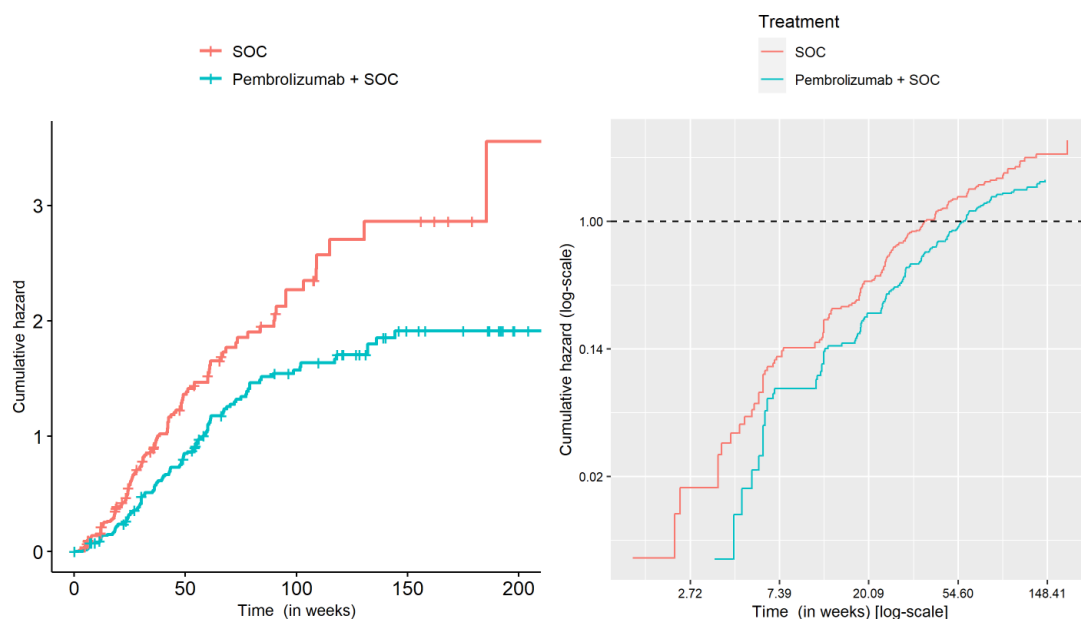 SOC
Pembrolizumab + SOC
Cumulative hazard
3
2
1
0
0 50 100 150 200
Time (in weeks)
Treatment
SOC
Pembrolizumab + SOC
Cumulative hazard (log-scale)
1.00
0.14
0.02
2.72 7.39 20.09 54.60 148.41
Time (in weeks) [log-scale]